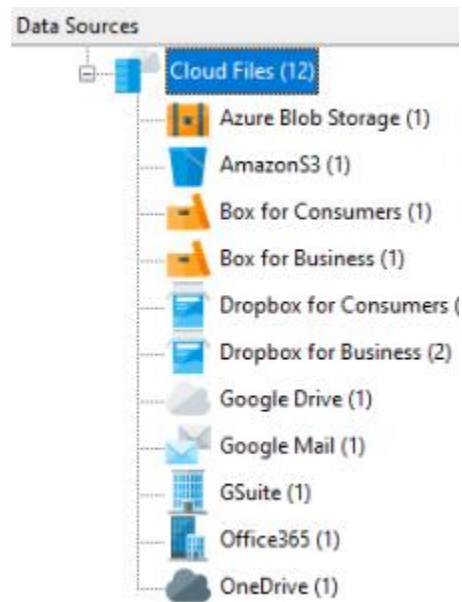 Data Sources
Cloud Files (12)
Azure Blob Storage (1)
AmazonS3 (1)
Box for Consumers (1)
Box for Business (1)
Dropbox for Consumers (
Dropbox for Business (2)
Google Drive (1)
Google Mail (1)
GSuite (1)
Office365 (1)
OneDrive (1)